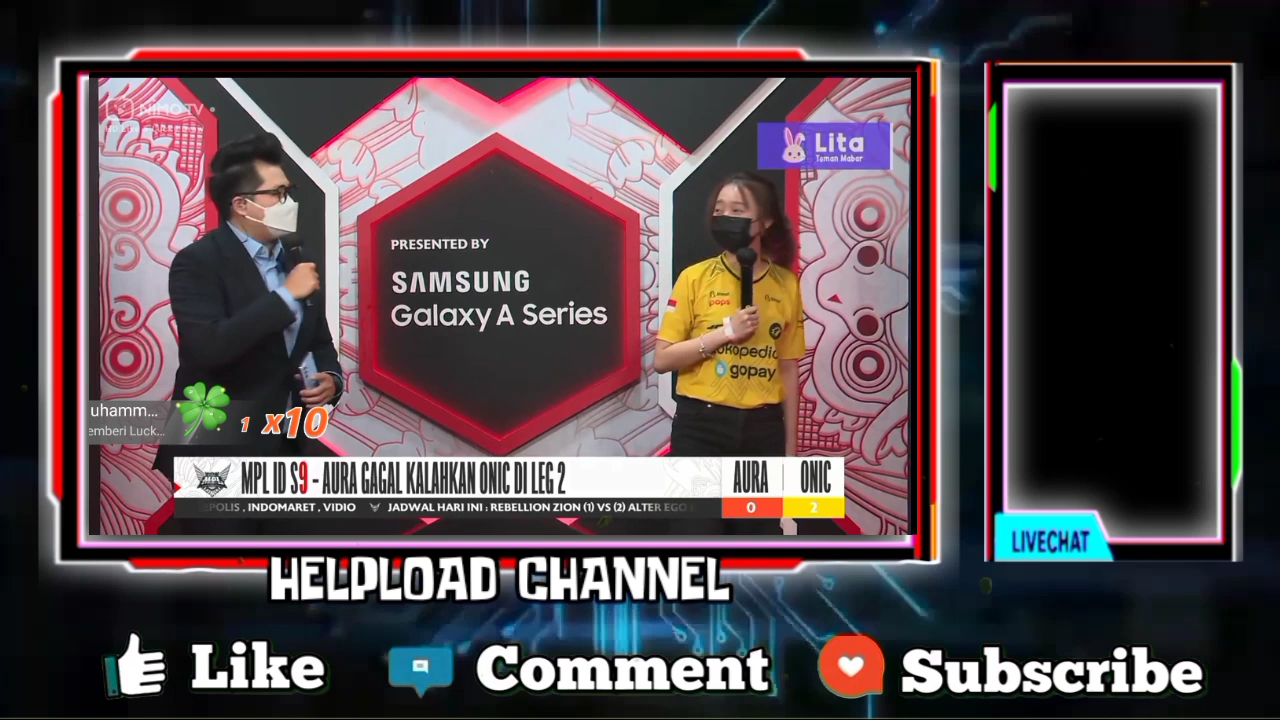 NIMO TV
Lita
Teman Mabar
PRESENTED BY
SAMSUNG
Galaxy A Series
pops
tokopedia
gopay
uhamm...
emberi Luck...
1 x10
MPL ID S9 - AURA GAGAL KALAHKAN ONIC DI LEG 2
AURA ONIC
EPOLIS , INDOMARET , VIDIO JADWAL HARI INI : REBELLION ZION (1) VS (2) ALTER EGO
0 2
LIVECHAT
HELPLOAD CHANNEL
Like Comment Subscribe